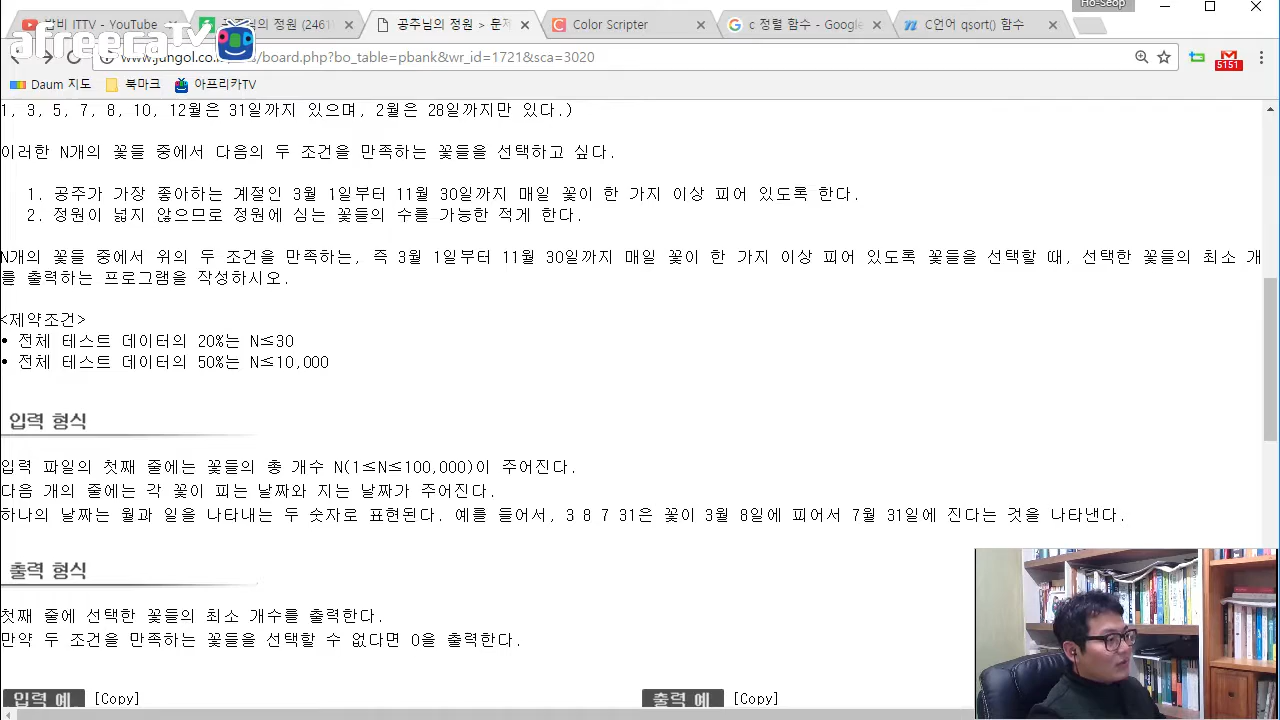 Ho-Seop
발비 ITTV - YouTube
정원 (2461
공주님의 정원 > 문제
Color Scripter
c 정렬 함수 - Google
C언어 qsort() 함수
afreecaTV
www.jungol.co. /board.php?bo_table=pbank&wr_id=1721&sca=3020
5151
Daum 지도
북마크
아프리카TV
1, 3, 5, 7, 8, 10, 12월은 31일까지 있으며, 2월은 28일까지만 있다.)
이러한 N개의 꽃들 중에서 다음의 두 조건을 만족하는 꽃들을 선택하고 싶다.
1. 공주가 가장 좋아하는 계절인 3월 1일부터 11월 30일까지 매일 꽃이 한 가지 이상 피어 있도록 한다.
2. 정원이 넓지 않으므로 정원에 심는 꽃들의 수를 가능한 적게 한다.
N개의 꽃들 중에서 위의 두 조건을 만족하는, 즉 3월 1일부터 11월 30일까지 매일 꽃이 한 가지 이상 피어 있도록 꽃들을 선택할 때, 선택한 꽃들의 최소 개
를 출력하는 프로그램을 작성하시오.
<제약조건>
• 전체 테스트 데이터의 20%는 N≤30
• 전체 테스트 데이터의 50%는 N≤10,000
입력 형식
입력 파일의 첫째 줄에는 꽃들의 총 개수 N(1≤N≤100,000)이 주어진다.
다음 개의 줄에는 각 꽃이 피는 날짜와 지는 날짜가 주어진다.
하나의 날짜는 월과 일을 나타내는 두 숫자로 표현된다. 예를 들어서, 3 8 7 31은 꽃이 3월 8일에 피어서 7월 31일에 진다는 것을 나타낸다.
출력 형식
첫째 줄에 선택한 꽃들의 최소 개수를 출력한다.
만약 두 조건을 만족하는 꽃들을 선택할 수 없다면 0을 출력한다.
입력 예 [Copy]
출력 예 [Copy]